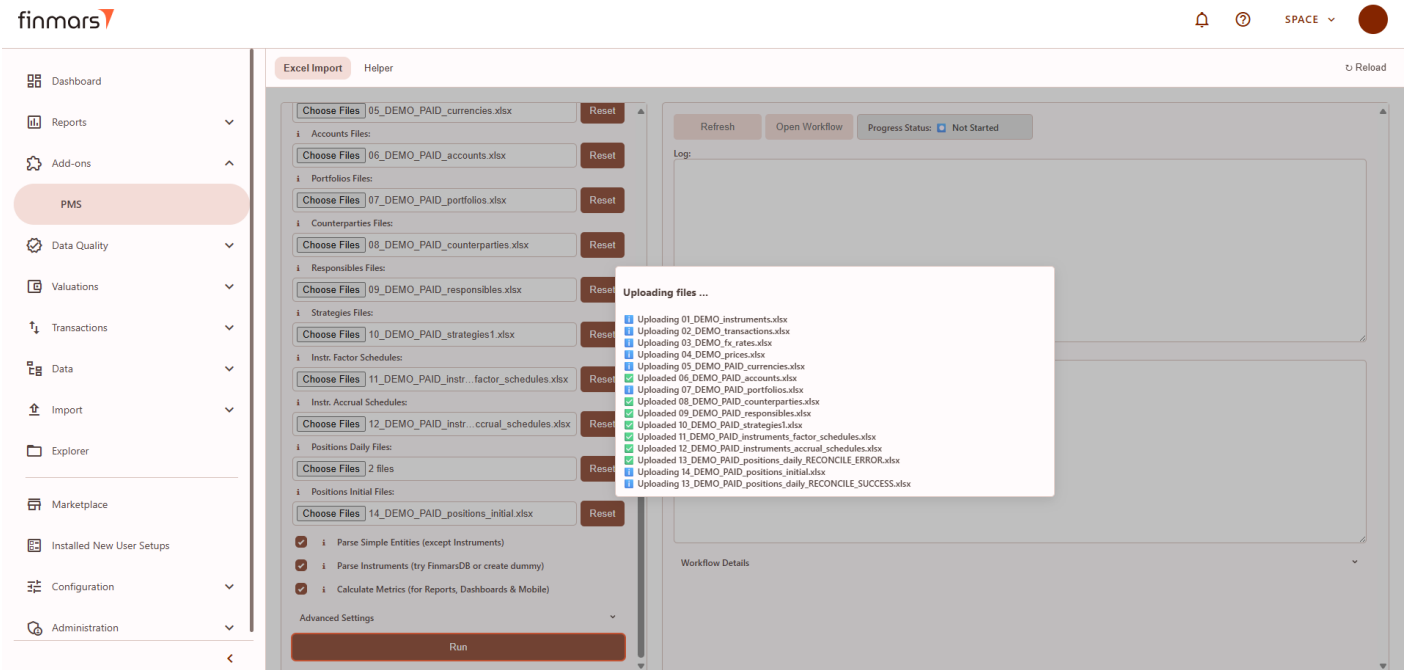 finmars
SPACE
Dashboard
Reports
Add-ons
PMS
Data Quality
Valuations
Transactions
Data
Import
Explorer
Marketplace
Installed New User Setups
Configuration
Administration
Excel Import
Helper
↻ Reload
Choose Files 05_DEMO_PAID_currencies.xlsx Reset
i Accounts Files:
Choose Files 06_DEMO_PAID_accounts.xlsx Reset
i Portfolios Files:
Choose Files 07_DEMO_PAID_portfolios.xlsx Reset
i Counterparties Files:
Choose Files 08_DEMO_PAID_counterparties.xlsx Reset
i Responsibles Files:
Choose Files 09_DEMO_PAID_responsibles.xlsx Reset
i Strategies Files:
Choose Files 10_DEMO_PAID_strategies1.xlsx Reset
i Instr. Factor Schedules:
Choose Files 11_DEMO_PAID_instr...factor_schedules.xlsx Reset
i Instr. Accrual Schedules:
Choose Files 12_DEMO_PAID_instr...ccrual_schedules.xlsx Reset
i Positions Daily Files:
Choose Files 2 files Reset
i Positions Initial Files:
Choose Files 14_DEMO_PAID_positions_initial.xlsx Reset
i Parse Simple Entities (except Instruments)
i Parse Instruments (try FinmarsDB or create dummy)
i Calculate Metrics (for Reports, Dashboards & Mobile)
Advanced Settings
Run
Refresh
Open Workflow
Progress Status: Not Started
Log:
Uploading files ...
i Uploading 01_DEMO_instruments.xlsx
i Uploading 02_DEMO_transactions.xlsx
i Uploading 03_DEMO_fx_rates.xlsx
i Uploading 04_DEMO_prices.xlsx
i Uploading 05_DEMO_PAID_currencies.xlsx
✅ Uploaded 06_DEMO_PAID_accounts.xlsx
i Uploading 07_DEMO_PAID_portfolios.xlsx
✅ Uploaded 08_DEMO_PAID_counterparties.xlsx
✅ Uploaded 09_DEMO_PAID_responsibles.xlsx
✅ Uploaded 10_DEMO_PAID_strategies1.xlsx
✅ Uploaded 11_DEMO_PAID_instruments_factor_schedules.xlsx
✅ Uploaded 12_DEMO_PAID_instruments_accrual_schedules.xlsx
✅ Uploaded 13_DEMO_PAID_positions_daily_RECONCILE_ERROR.xlsx
i Uploading 14_DEMO_PAID_positions_initial.xlsx
i Uploading 13_DEMO_PAID_positions_daily_RECONCILE_SUCCESS.xlsx
Workflow Details